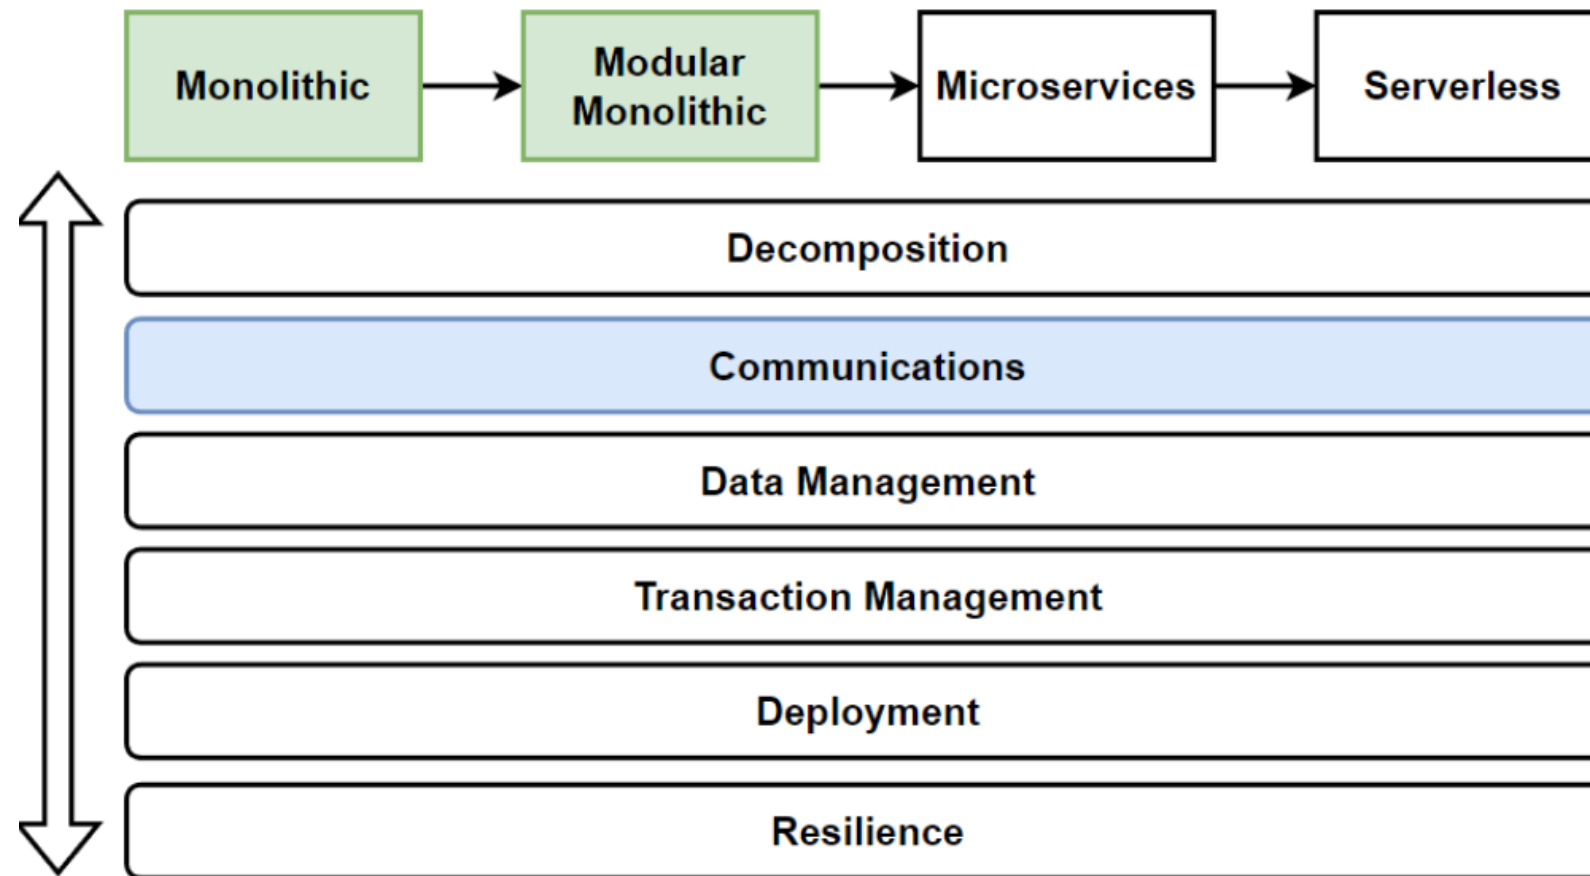 Monolithic
Modular
Monolithic
Microservices
Serverless
Decomposition
Communications
Data Management
Transaction Management
Deployment
Resilience